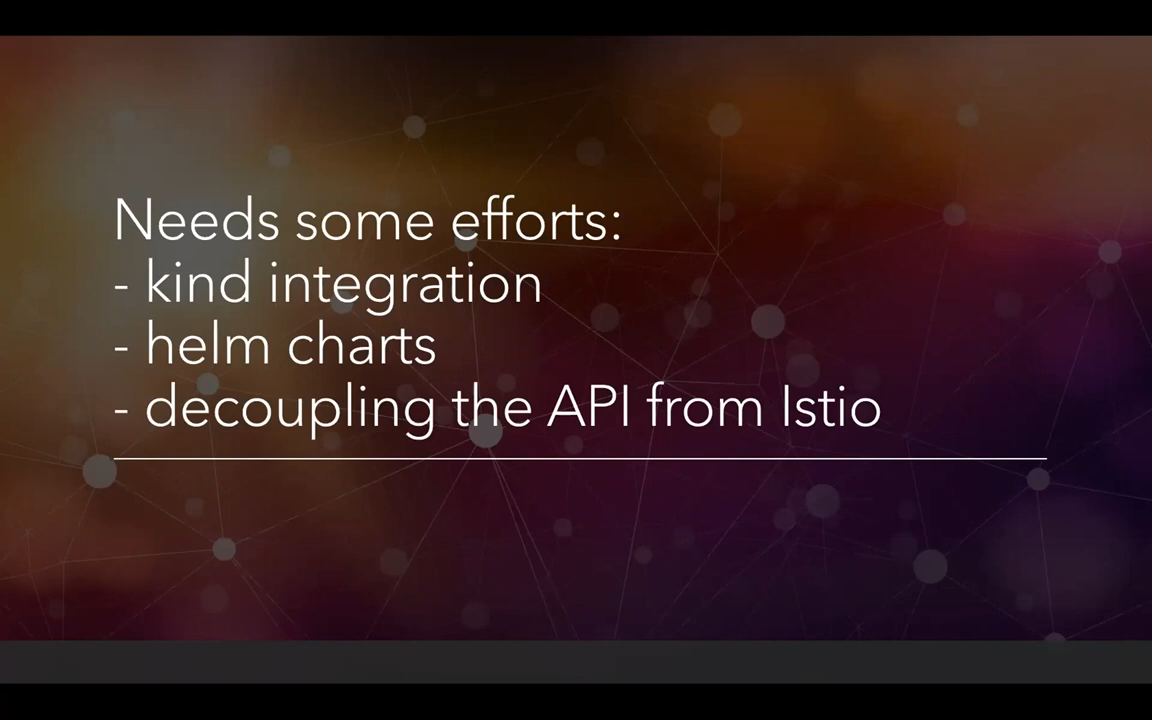 Needs some efforts:
- kind integration
- helm charts
- decoupling the API from Istio